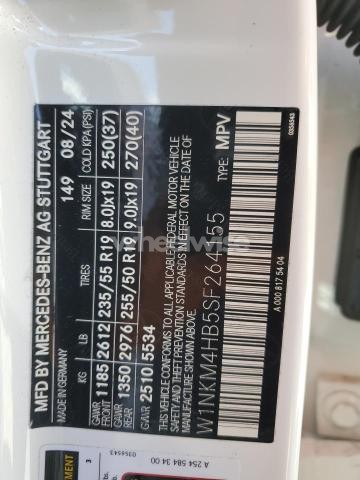 MFD BY MERCEDES-BENZ AG STUTTGART
MADE IN GERMANY 149 08/24
KG LB TIRES RIM SIZE COLD KPA(PSI)
GAWR FRONT 1185 2612 235/55 R19 8.0Jx19 250(37)
GAWR REAR 1350 2976 255/50 R19 9.0Jx19 270(40)
GVWR 2510 5534
THIS VEHICLE CONFORMS TO ALL APPLICABLE FEDERAL MOTOR VEHICLE
SAFETY AND THEFT PREVENTION STANDARDS IN EFFECT ON THE DATE OF
MANUFACTURE SHOWN ABOVE.
TYPE: MPV
A 000 817 54 04
0356543
A 254 584 34 00
0356543
3